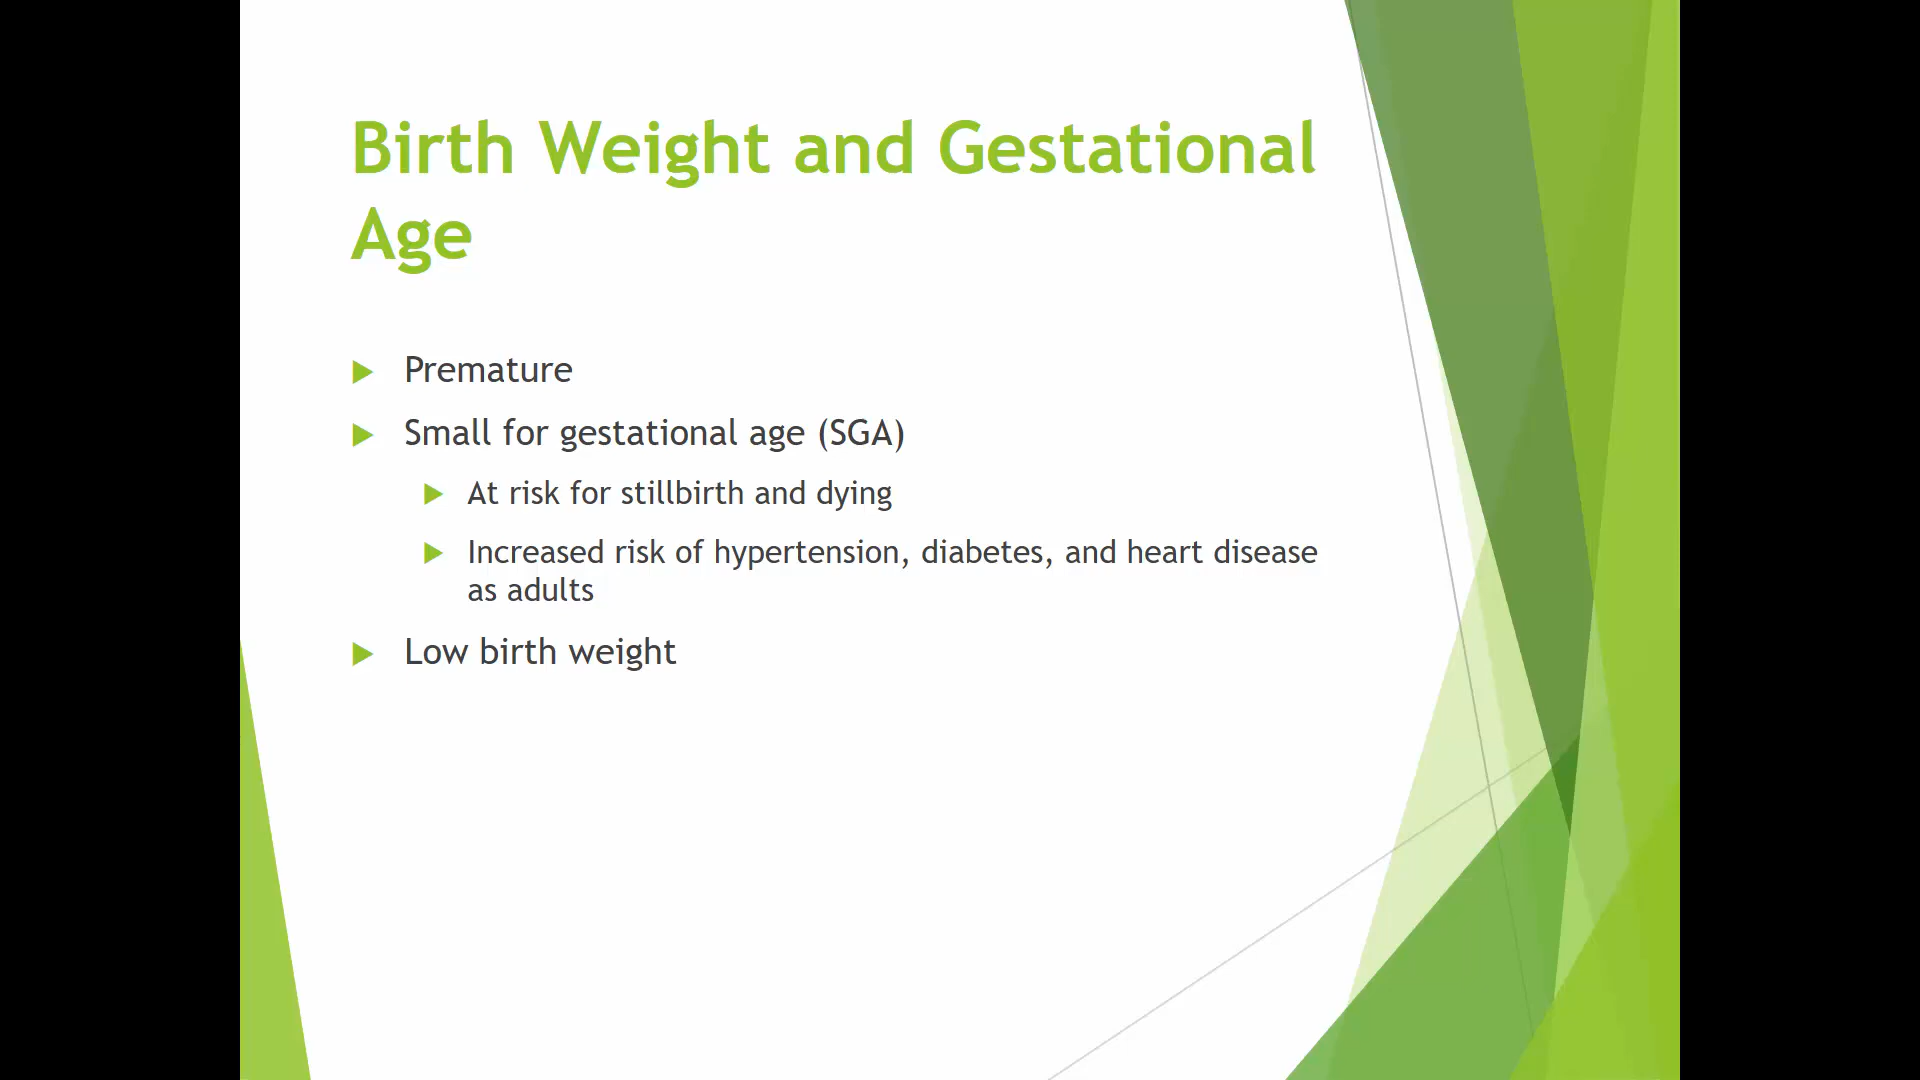 Birth Weight and Gestational
Age
Premature
Small for gestational age (SGA)
At risk for stillbirth and dying
Increased risk of hypertension, diabetes, and heart disease
as adults
Low birth weight